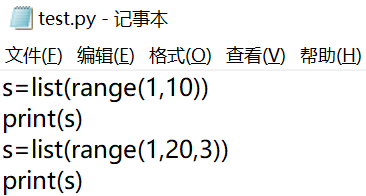 test.py - 记事本
文件(F) 编辑(E) 格式(O) 查看(V) 帮助(H)
s=list(range(1,10))
print(s)
s=list(range(1,20,3))
print(s)